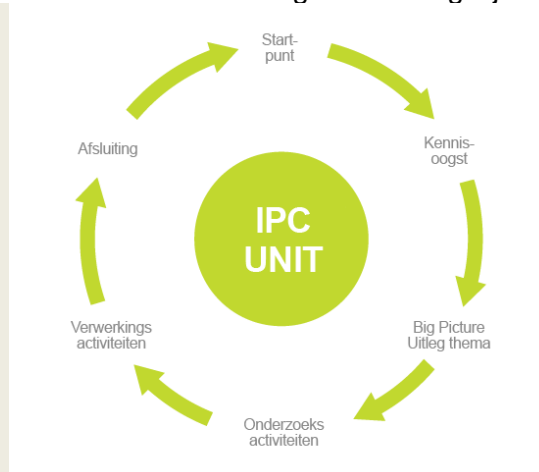 Start-
punt
Kennis-
oogst
Big Picture
Uitleg thema
Onderzoeks
activiteiten
Verwerkings
activiteiten
Afsluiting
IPC
UNIT